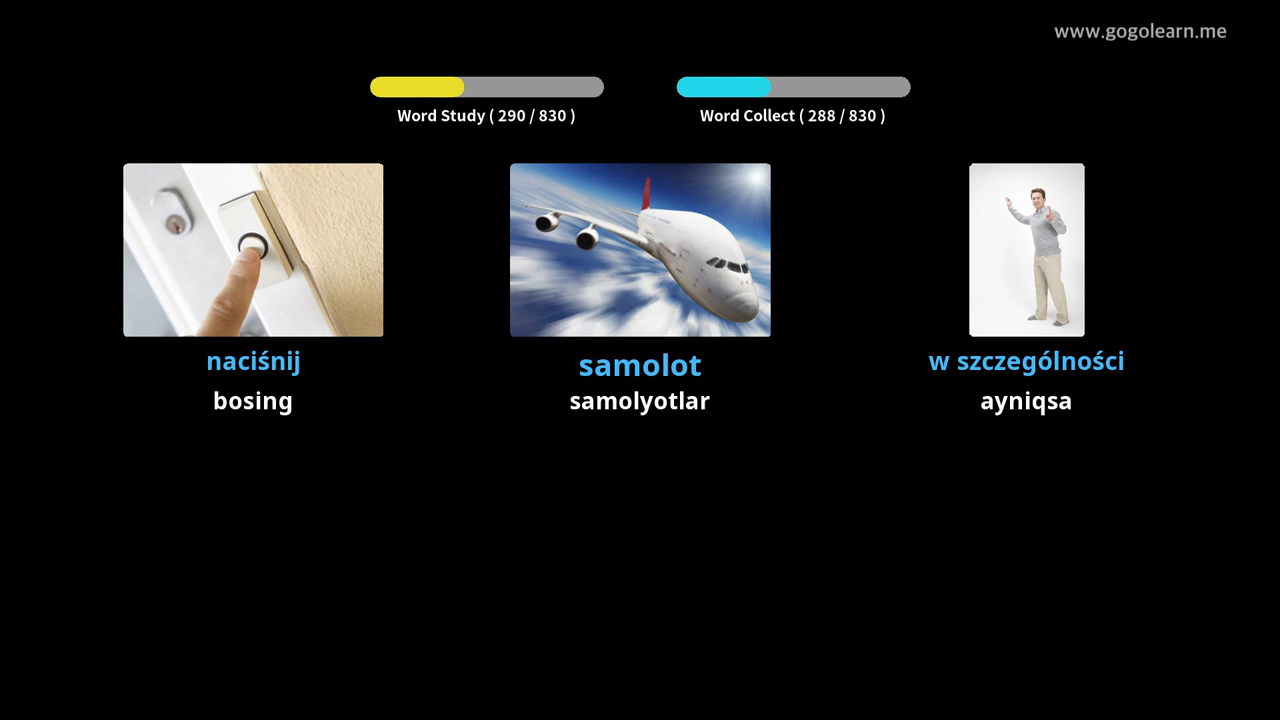 www.gogolearn.me
Word Study ( 290 / 830 )
Word Collect ( 288 / 830 )
naciśnij
bosing
samolot
samolyotlar
w szczególności
ayniqsa